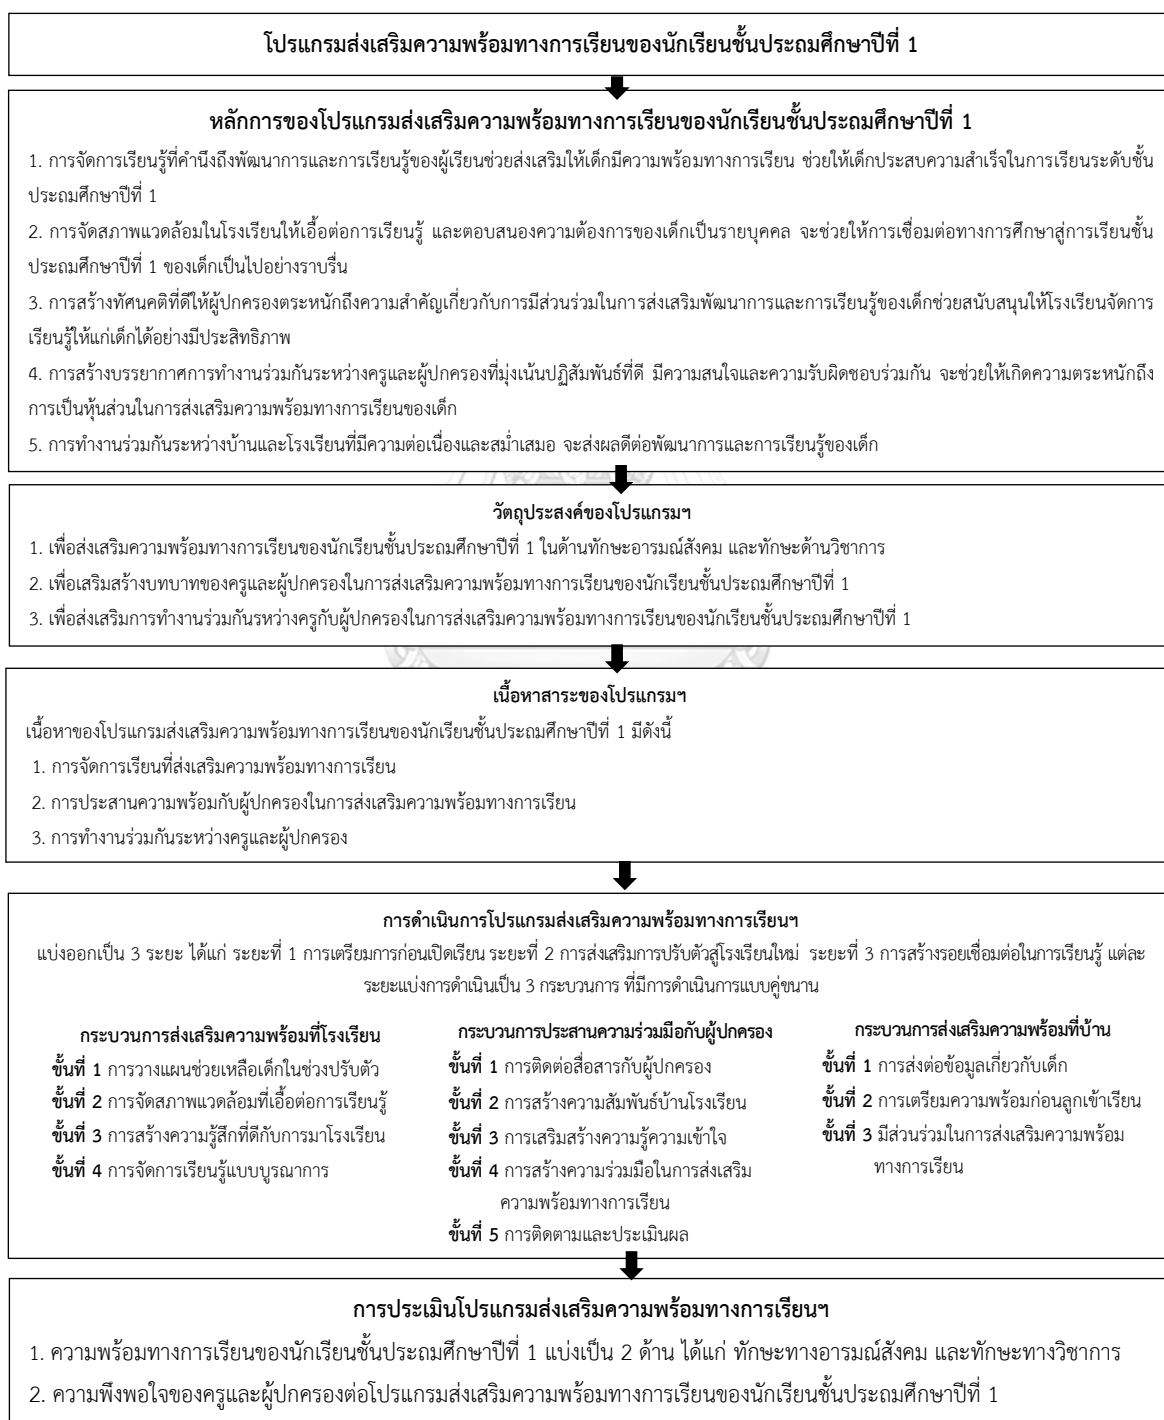 โปรแกรมส่งเสริมความพร้อมทางการเรียนของนักเรียนชั้นประถมศึกษาปีที่ 1
หลักการของโปรแกรมส่งเสริมความพร้อมทางการเรียนของนักเรียนชั้นประถมศึกษาปีที่ 1
1. การจัดการเรียนรู้ที่คำนึงถึงพัฒนาการและการเรียนรู้ของผู้เรียนช่วยส่งเสริมให้เด็กมีความพร้อมทางการเรียน ช่วยให้เด็กประสบความสำเร็จในการเรียนระดับชั้น
ประถมศึกษาปีที่ 1
2. การจัดสภาพแวดล้อมในโรงเรียนให้เอื้อต่อการเรียนรู้ และตอบสนองความต้องการของเด็กเป็นรายบุคคล จะช่วยให้การเชื่อมต่อทางการศึกษาสู่การเรียนชั้น
ประถมศึกษาปีที่ 1 ของเด็กเป็นไปอย่างราบรื่น
3. การสร้างทัศนคติที่ดีให้ผู้ปกครองตระหนักถึงความสำคัญเกี่ยวกับการมีส่วนร่วมในการส่งเสริมพัฒนาการและการเรียนรู้ของเด็กช่วยสนับสนุนให้โรงเรียนจัดการ
เรียนรู้ให้แก่เด็กได้อย่างมีประสิทธิภาพ
4. การสร้างบรรยากาศการทำงานร่วมกันระหว่างครูและผู้ปกครองที่มุ่งเน้นปฏิสัมพันธ์ที่ดี มีความสนใจและความรับผิดชอบร่วมกัน จะช่วยให้เกิดความตระหนักถึง
การเป็นหุ้นส่วนในการส่งเสริมความพร้อมทางการเรียนของเด็ก
5. การทำงานร่วมกันระหว่างบ้านและโรงเรียนที่มีความต่อเนื่องและสม่ำเสมอ จะส่งผลดีต่อพัฒนาการและการเรียนรู้ของเด็ก
วัตถุประสงค์ของโปรแกรมฯ
1. เพื่อส่งเสริมความพร้อมทางการเรียนของนักเรียนชั้นประถมศึกษาปีที่ 1 ในด้านทักษะอารมณ์สังคม และทักษะด้านวิชาการ
2. เพื่อเสริมสร้างบทบาทของครูและผู้ปกครองในการส่งเสริมความพร้อมทางการเรียนของนักเรียนชั้นประถมศึกษาปีที่ 1
3. เพื่อส่งเสริมการทำงานร่วมกันรหว่างครูกับผู้ปกครองในการส่งเสริมความพร้อมทางการเรียนของนักเรียนชั้นประถมศึกษาปีที่ 1
เนื้อหาสาระของโปรแกรมฯ
เนื้อหาของโปรแกรมส่งเสริมความพร้อมทางการเรียนของนักเรียนชั้นประถมศึกษาปีที่ 1 มีดังนี้
1. การจัดการเรียนที่ส่งเสริมความพร้อมทางการเรียน
2. การประสานความพร้อมกับผู้ปกครองในการส่งเสริมความพร้อมทางการเรียน
3. การทำงานร่วมกันระหว่างครูและผู้ปกครอง
การดำเนินการโปรแกรมส่งเสริมความพร้อมทางการเรียนฯ
แบ่งออกเป็น 3 ระยะ ได้แก่ ระยะที่ 1 การเตรียมการก่อนเปิดเรียน ระยะที่ 2 การส่งเสริมการปรับตัวสู่โรงเรียนใหม่ ระยะที่ 3 การสร้างรอยเชื่อมต่อในการเรียนรู้ แต่ละ
ระยะแบ่งการดำเนินเป็น 3 กระบวนการ ที่มีการดำเนินการแบบคู่ขนาน
กระบวนการส่งเสริมความพร้อมที่โรงเรียน
ขั้นที่ 1 การวางแผนช่วยเหลือเด็กในช่วงปรับตัว
ขั้นที่ 2 การจัดสภาพแวดล้อมที่เอื้อต่อการเรียนรู้
ขั้นที่ 3 การสร้างความรู้สึกที่ดีกับการมาโรงเรียน
ขั้นที่ 4 การจัดการเรียนรู้แบบบูรณาการ
กระบวนการประสานความร่วมมือกับผู้ปกครอง
ขั้นที่ 1 การติดต่อสื่อสารกับผู้ปกครอง
ขั้นที่ 2 การสร้างความสัมพันธ์บ้านโรงเรียน
ขั้นที่ 3 การเสริมสร้างความรู้ความเข้าใจ
ขั้นที่ 4 การสร้างความร่วมมือในการส่งเสริม
ความพร้อมทางการเรียน
ขั้นที่ 5 การติดตามและประเมินผล
กระบวนการส่งเสริมความพร้อมที่บ้าน
ขั้นที่ 1 การส่งต่อข้อมูลเกี่ยวกับเด็ก
ขั้นที่ 2 การเตรียมความพร้อมก่อนลูกเข้าเรียน
ขั้นที่ 3 มีส่วนร่วมในการส่งเสริมความพร้อม
ทางการเรียน
การประเมินโปรแกรมส่งเสริมความพร้อมทางการเรียนฯ
1. ความพร้อมทางการเรียนของนักเรียนชั้นประถมศึกษาปีที่ 1 แบ่งเป็น 2 ด้าน ได้แก่ ทักษะทางอารมณ์สังคม และทักษะทางวิชาการ
2. ความพึงพอใจของครูและผู้ปกครองต่อโปรแกรมส่งเสริมความพร้อมทางการเรียนของนักเรียนชั้นประถมศึกษาปีที่ 1